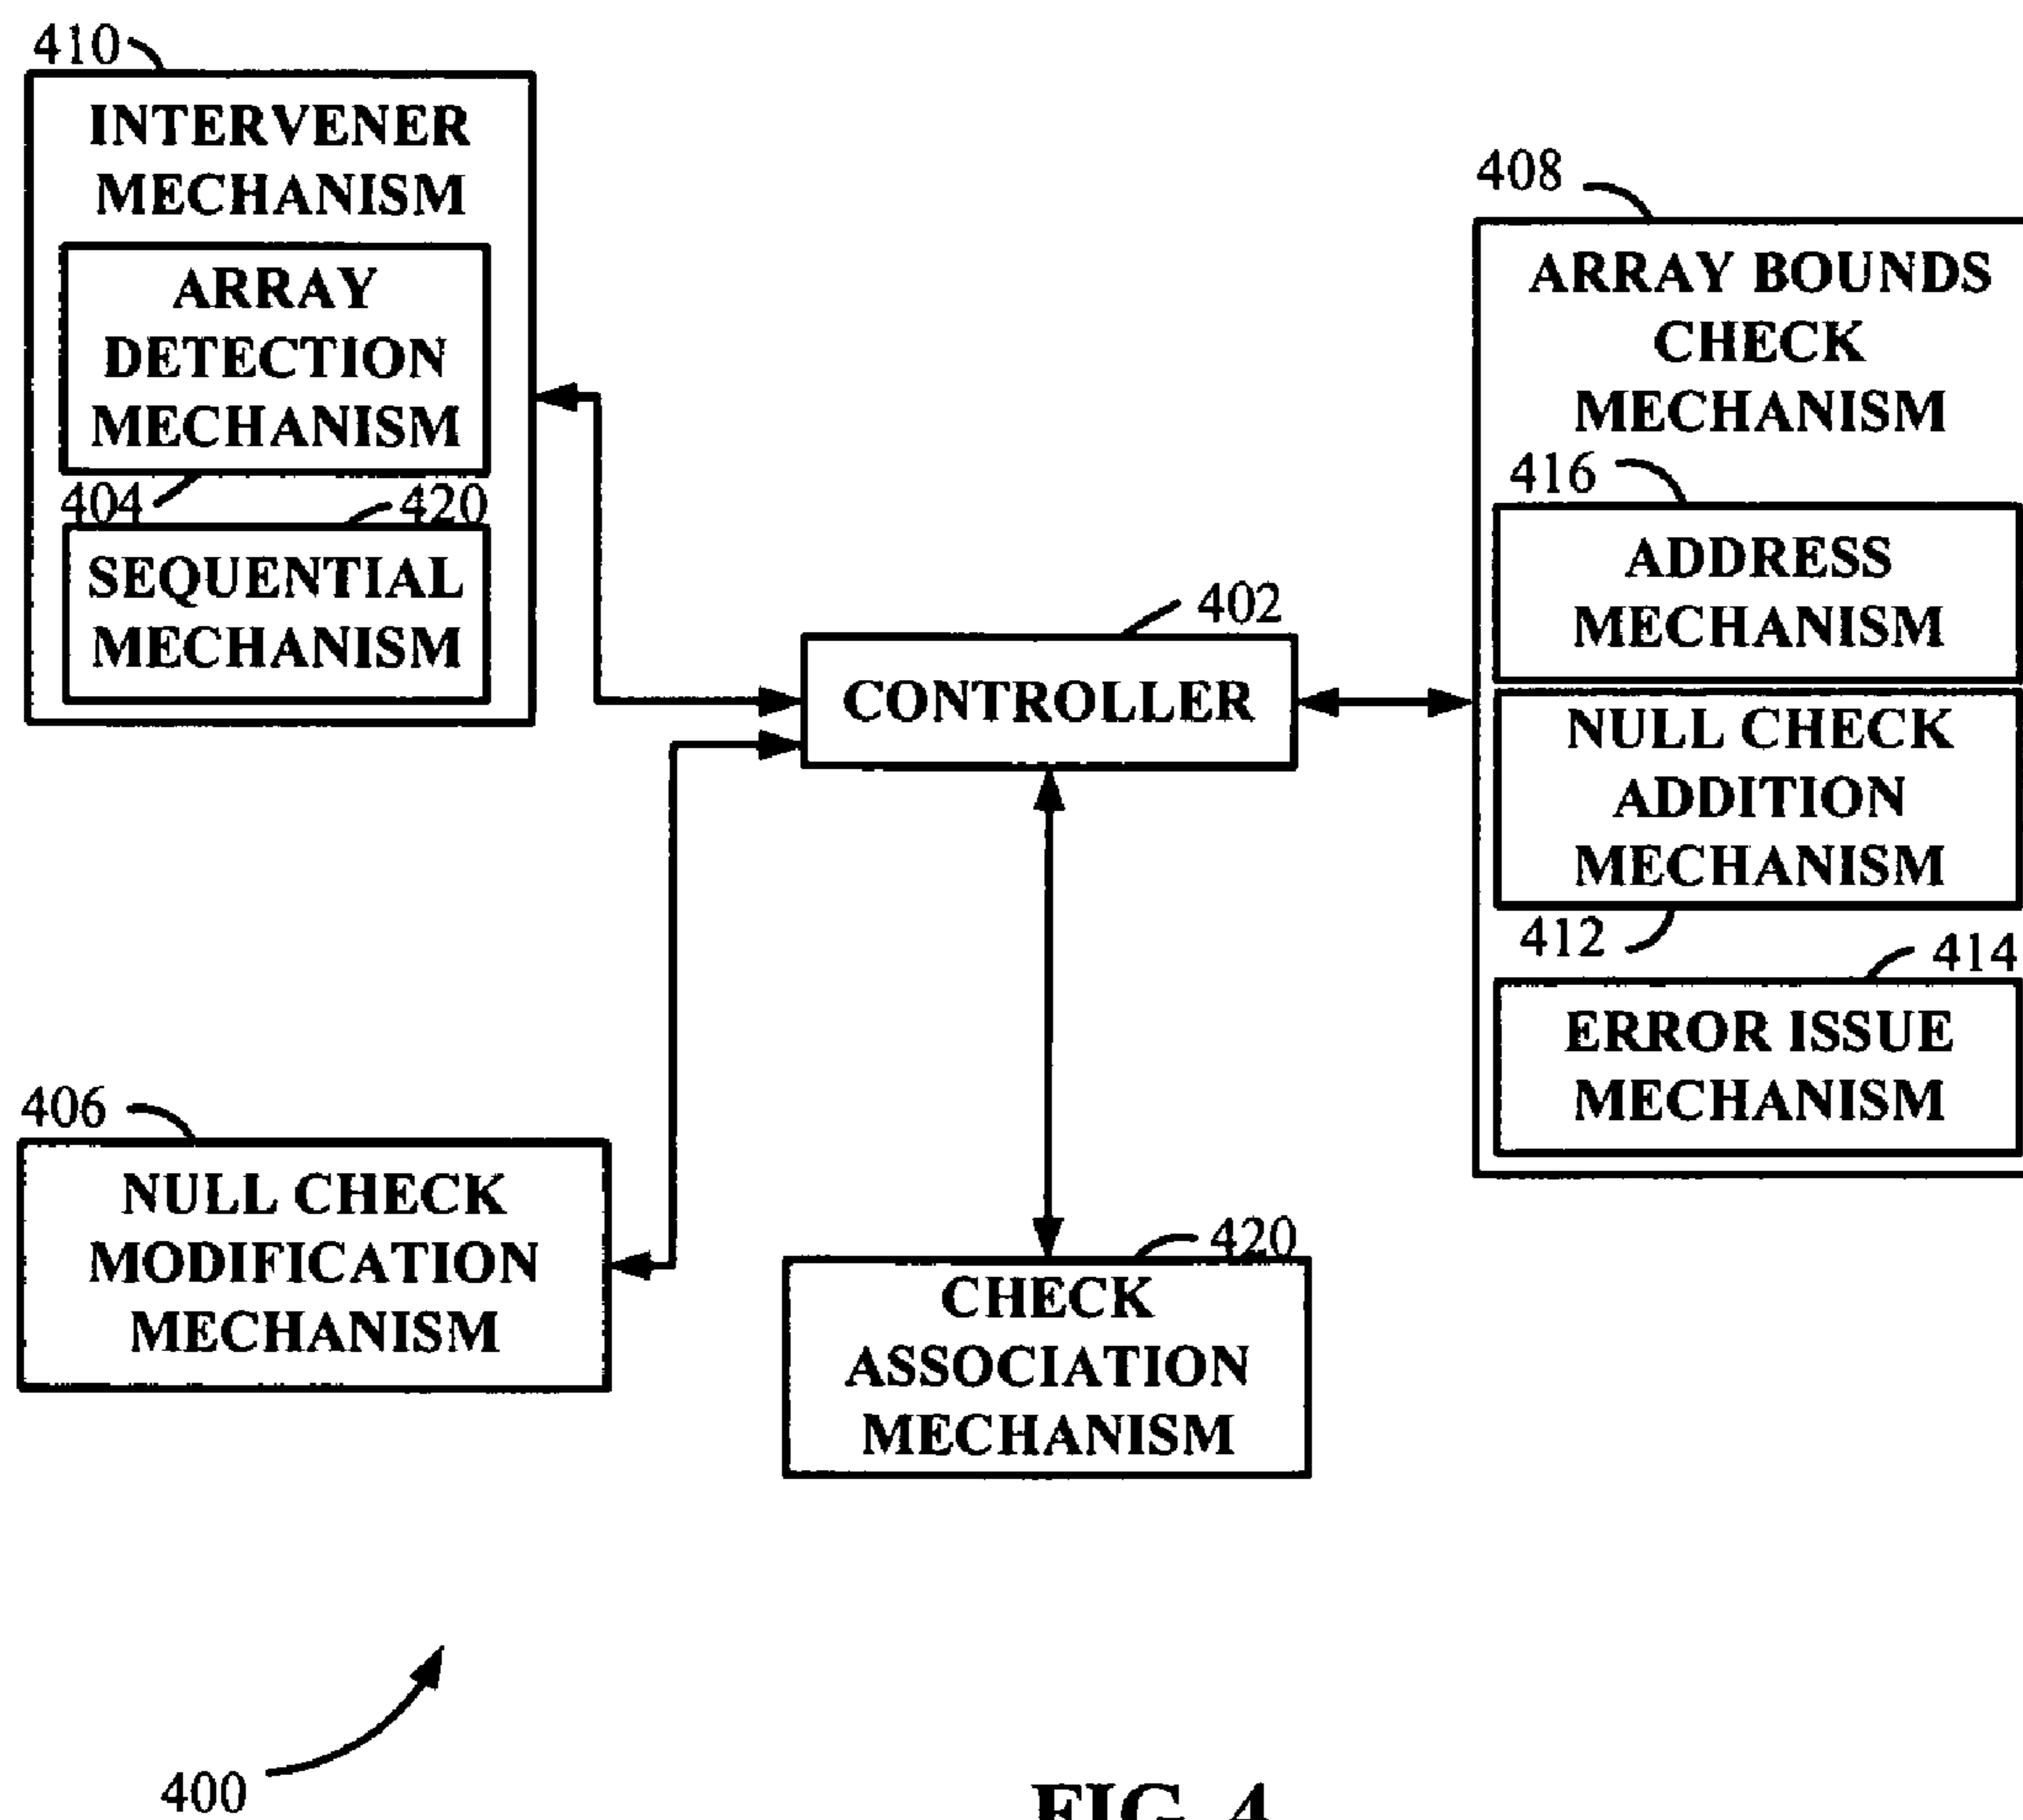 410
INTERVENER
MECHANISM
ARRAY
DETECTION
MECHANISM
404
420
SEQUENTIAL
MECHANISM
408
ARRAY BOUNDS
CHECK
MECHANISM
416
ADDRESS
MECHANISM
NULL CHECK
ADDITION
MECHANISM
412
414
ERROR ISSUE
MECHANISM
402
CONTROLLER
406
NULL CHECK
MODIFICATION
MECHANISM
420
CHECK
ASSOCIATION
MECHANISM
400
FIG. 4